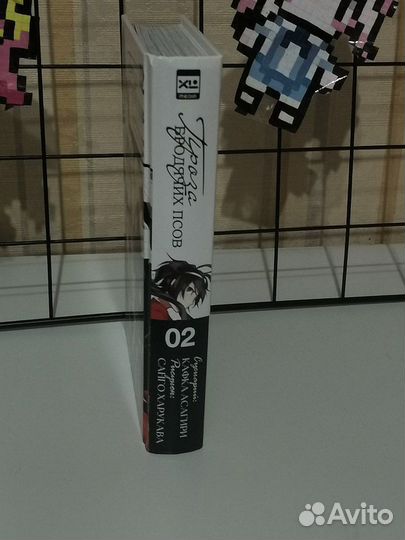 XL
MEDIA
Проза
БРОДЯЧИХ ПСОВ
02
Сценарий:
КАФКА АСАГИРИ
Рисунок:
САНГО ХАРУКАВА
Avito